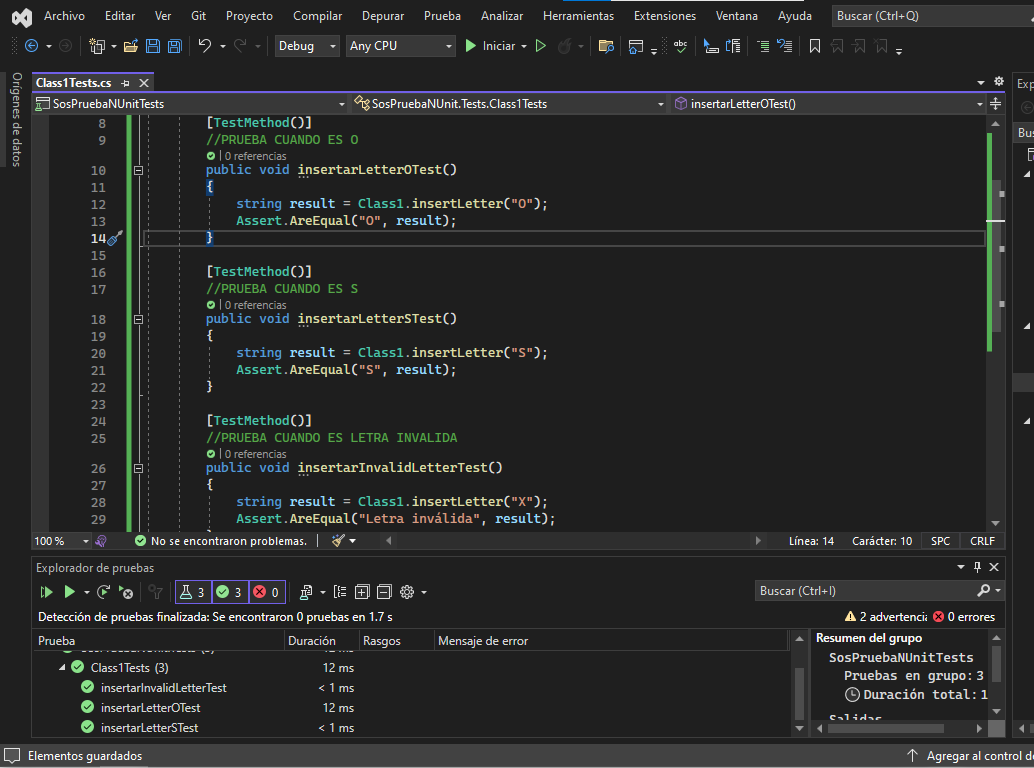 Archivo Editar Ver Git Proyecto Compilar Depurar Prueba Analizar Herramientas Extensiones Ventana Ayuda Buscar (Ctrl+Q)
Debug Any CPU Iniciar
Orígenes de datos
Class1Tests.cs
SosPruebaNUnitTests SosPruebaNUnit.Tests.Class1Tests insertarLetterOTest()
8 [TestMethod()]
9 //PRUEBA CUANDO ES O
0 referencias
10 public void insertarLetterOTest()
11 {
12 string result = Class1.insertLetter("O");
13 Assert.AreEqual("O", result);
14 }
15
16 [TestMethod()]
17 //PRUEBA CUANDO ES S
0 referencias
18 public void insertarLetterSTest()
19 {
20 string result = Class1.insertLetter("S");
21 Assert.AreEqual("S", result);
22 }
23
24 [TestMethod()]
25 //PRUEBA CUANDO ES LETRA INVALIDA
0 referencias
26 public void insertarInvalidLetterTest()
27 {
28 string result = Class1.insertLetter("X");
29 Assert.AreEqual("Letra inválida", result);
100 % No se encontraron problemas. Línea: 14 Carácter: 10 SPC CRLF
Exp
Bus
Explorador de pruebas
3 3 0 Buscar (Ctrl+I)
Detección de pruebas finalizada: Se encontraron 0 pruebas en 1.7 s 2 advertencia 0 errores
Prueba Duración Rasgos Mensaje de error
Class1Tests (3) 12 ms
insertarInvalidLetterTest < 1 ms
insertarLetterOTest 12 ms
insertarLetterSTest < 1 ms
Resumen del grupo
SosPruebaNUnitTests
Pruebas en grupo: 3
Duración total: 1
Salidas
Elementos guardados Agregar al control de